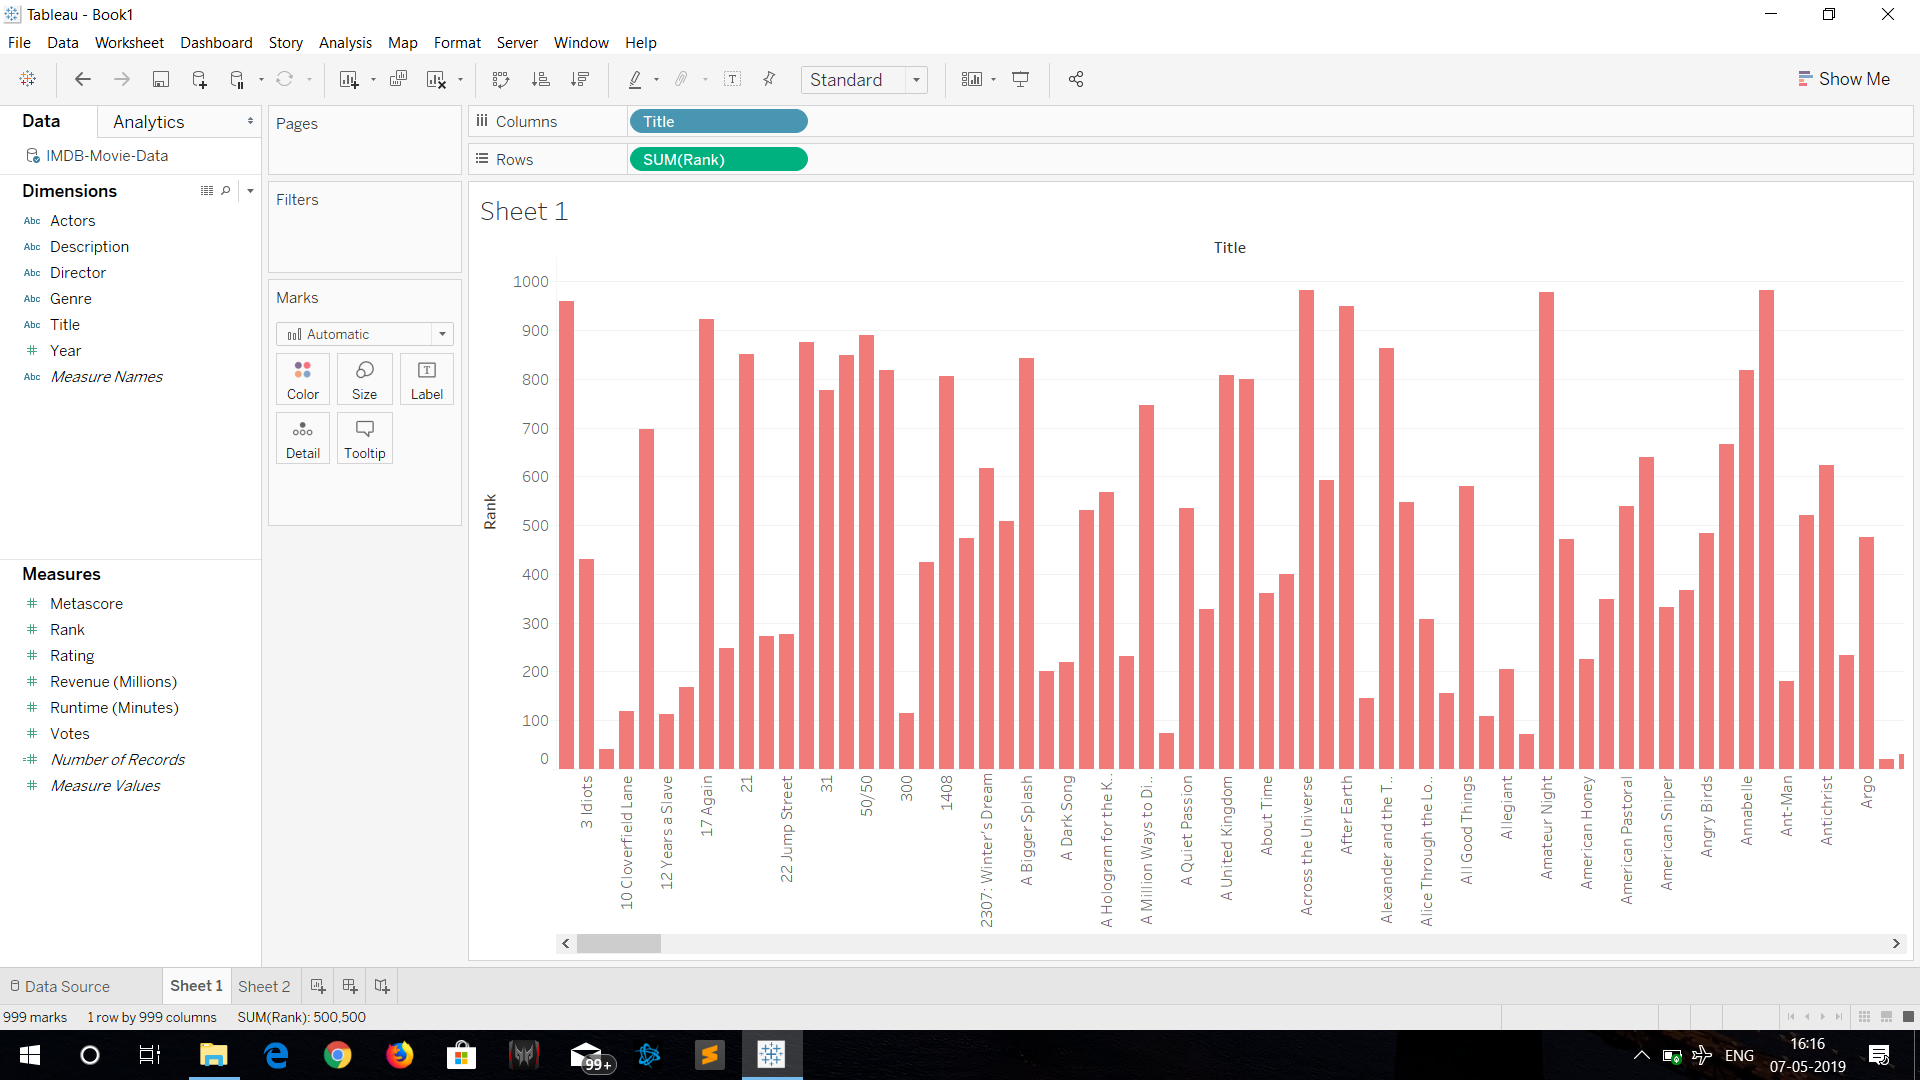 Tableau - Book1
File Data Worksheet Dashboard Story Analysis Map Format Server Window Help
Standard
Show Me
Data Analytics
IMDB-Movie-Data
Dimensions
Abc Actors
Abc Description
Abc Director
Abc Genre
Abc Title
# Year
Abc Measure Names
Measures
# Metascore
# Rank
# Rating
# Revenue (Millions)
# Runtime (Minutes)
# Votes
=# Number of Records
# Measure Values
Pages
Filters
Marks
Automatic
Color Size Label
Detail Tooltip
Columns Title
Rows SUM(Rank)
Sheet 1
Title
Rank
1000
900
800
700
600
500
400
300
200
100
0
3 Idiots
10 Cloverfield Lane
12 Years a Slave
17 Again
21
22 Jump Street
31
50/50
300
1408
2307: Winter's Dream
A Bigger Splash
A Dark Song
A Hologram for the K..
A Million Ways to Di..
A Quiet Passion
A United Kingdom
About Time
Across the Universe
After Earth
Alexander and the T..
Alice Through the Lo..
All Good Things
Allegiant
Amateur Night
American Honey
American Pastoral
American Sniper
Angry Birds
Annabelle
Ant-Man
Antichrist
Argo
Data Source Sheet 1 Sheet 2
999 marks 1 row by 999 columns SUM(Rank): 500,500
99+
ENG
16:16
07-05-2019